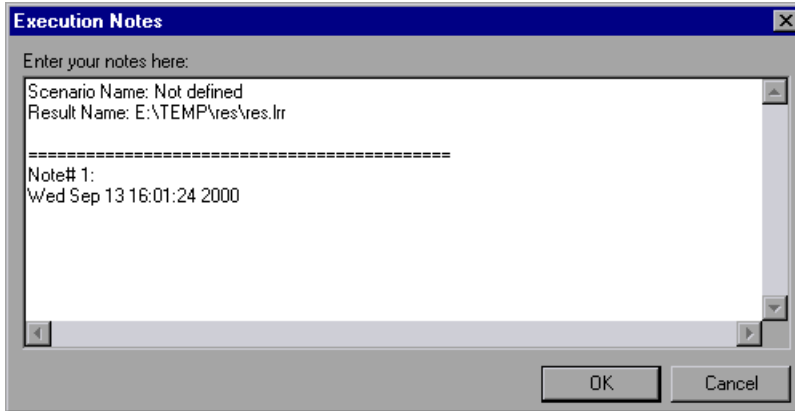 Execution Notes
Enter your notes here:
Scenario Name: Not defined
Result Name: E:\TEMP\res\res.lrr
============================================
Note# 1:
Wed Sep 13 16:01:24 2000
OK
Cancel